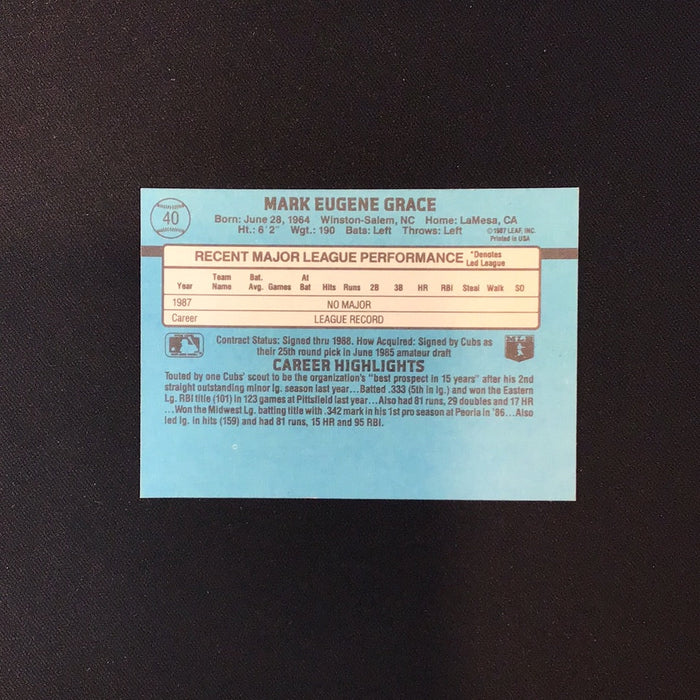 40
MARK EUGENE GRACE
Born: June 28, 1964 Winston-Salem, NC Home: LaMesa, CA
Ht.: 6'2" Wgt.: 190 Bats: Left Throws: Left
©1987 LEAF, INC.
Printed in USA
RECENT MAJOR LEAGUE PERFORMANCE *Denotes Led League
Year Team Name Bat. Avg. Games At Bat Hits Runs 2B 3B HR RBI Steal Walk SO
1987 NO MAJOR
Career LEAGUE RECORD
Contract Status: Signed thru 1988. How Acquired: Signed by Cubs as
their 25th round pick in June 1985 amateur draft
CAREER HIGHLIGHTS
Touted by one Cubs' scout to be the organization's "best prospect in 15 years" after his 2nd
straight outstanding minor lg. season last year...Batted .333 (5th in lg.) and won the Eastern
Lg. RBI title (101) in 123 games at Pittsfield last year...Also had 81 runs, 29 doubles and 17 HR
...Won the Midwest Lg. batting title with .342 mark in his 1st pro season at Peoria in '86...Also
led lg. in hits (159) and had 81 runs, 15 HR and 95 RBI.